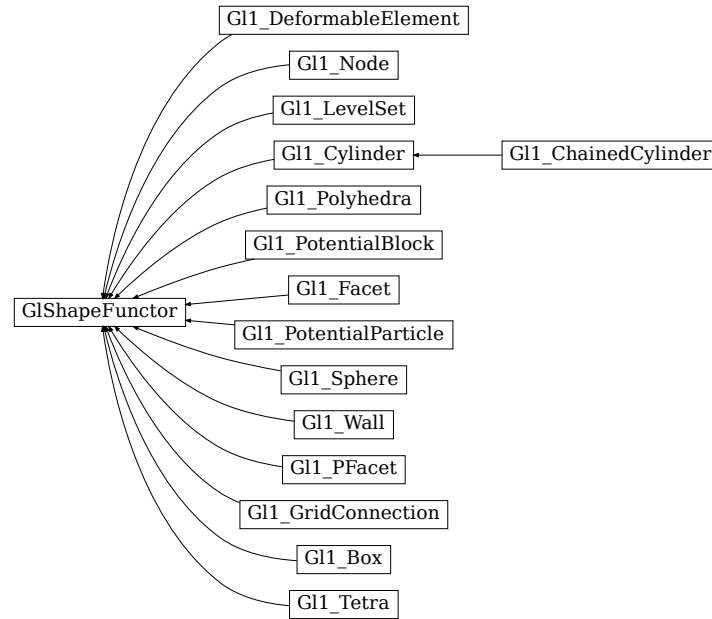 Gl1_DeformableElement
Gl1_Node
Gl1_LevelSet
Gl1_Cylinder
Gl1_ChainedCylinder
Gl1_Polyhedra
Gl1_PotentialBlock
Gl1_Facet
GlShapeFunctor
Gl1_PotentialParticle
Gl1_Sphere
Gl1_Wall
Gl1_PFacet
Gl1_GridConnection
Gl1_Box
Gl1_Tetra